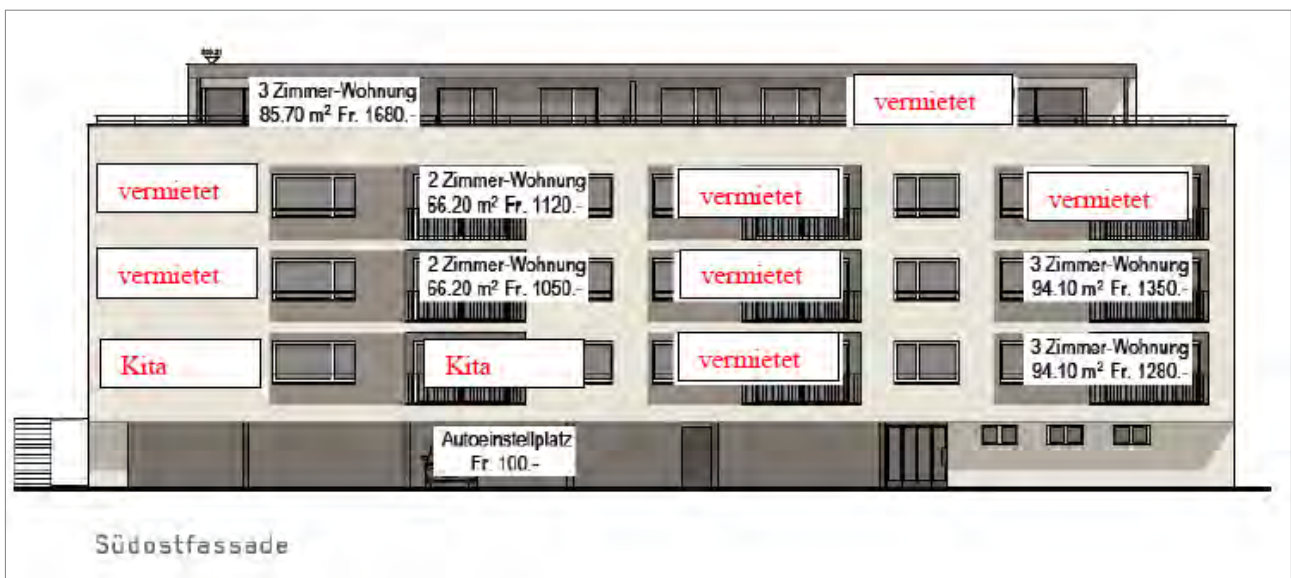 3 Zimmer-Wohnung
85.70 m² Fr. 1680.-
vermietet
vermietet
2 Zimmer-Wohnung
66.20 m² Fr. 1120.-
vermietet
vermietet
vermietet
2 Zimmer-Wohnung
66.20 m² Fr. 1050.-
vermietet
3 Zimmer-Wohnung
94.10 m² Fr. 1350.-
Kita
Kita
vermietet
3 Zimmer-Wohnung
94.10 m² Fr. 1280.-
Autoeinstellplatz
Fr. 100.-
Südostfassade